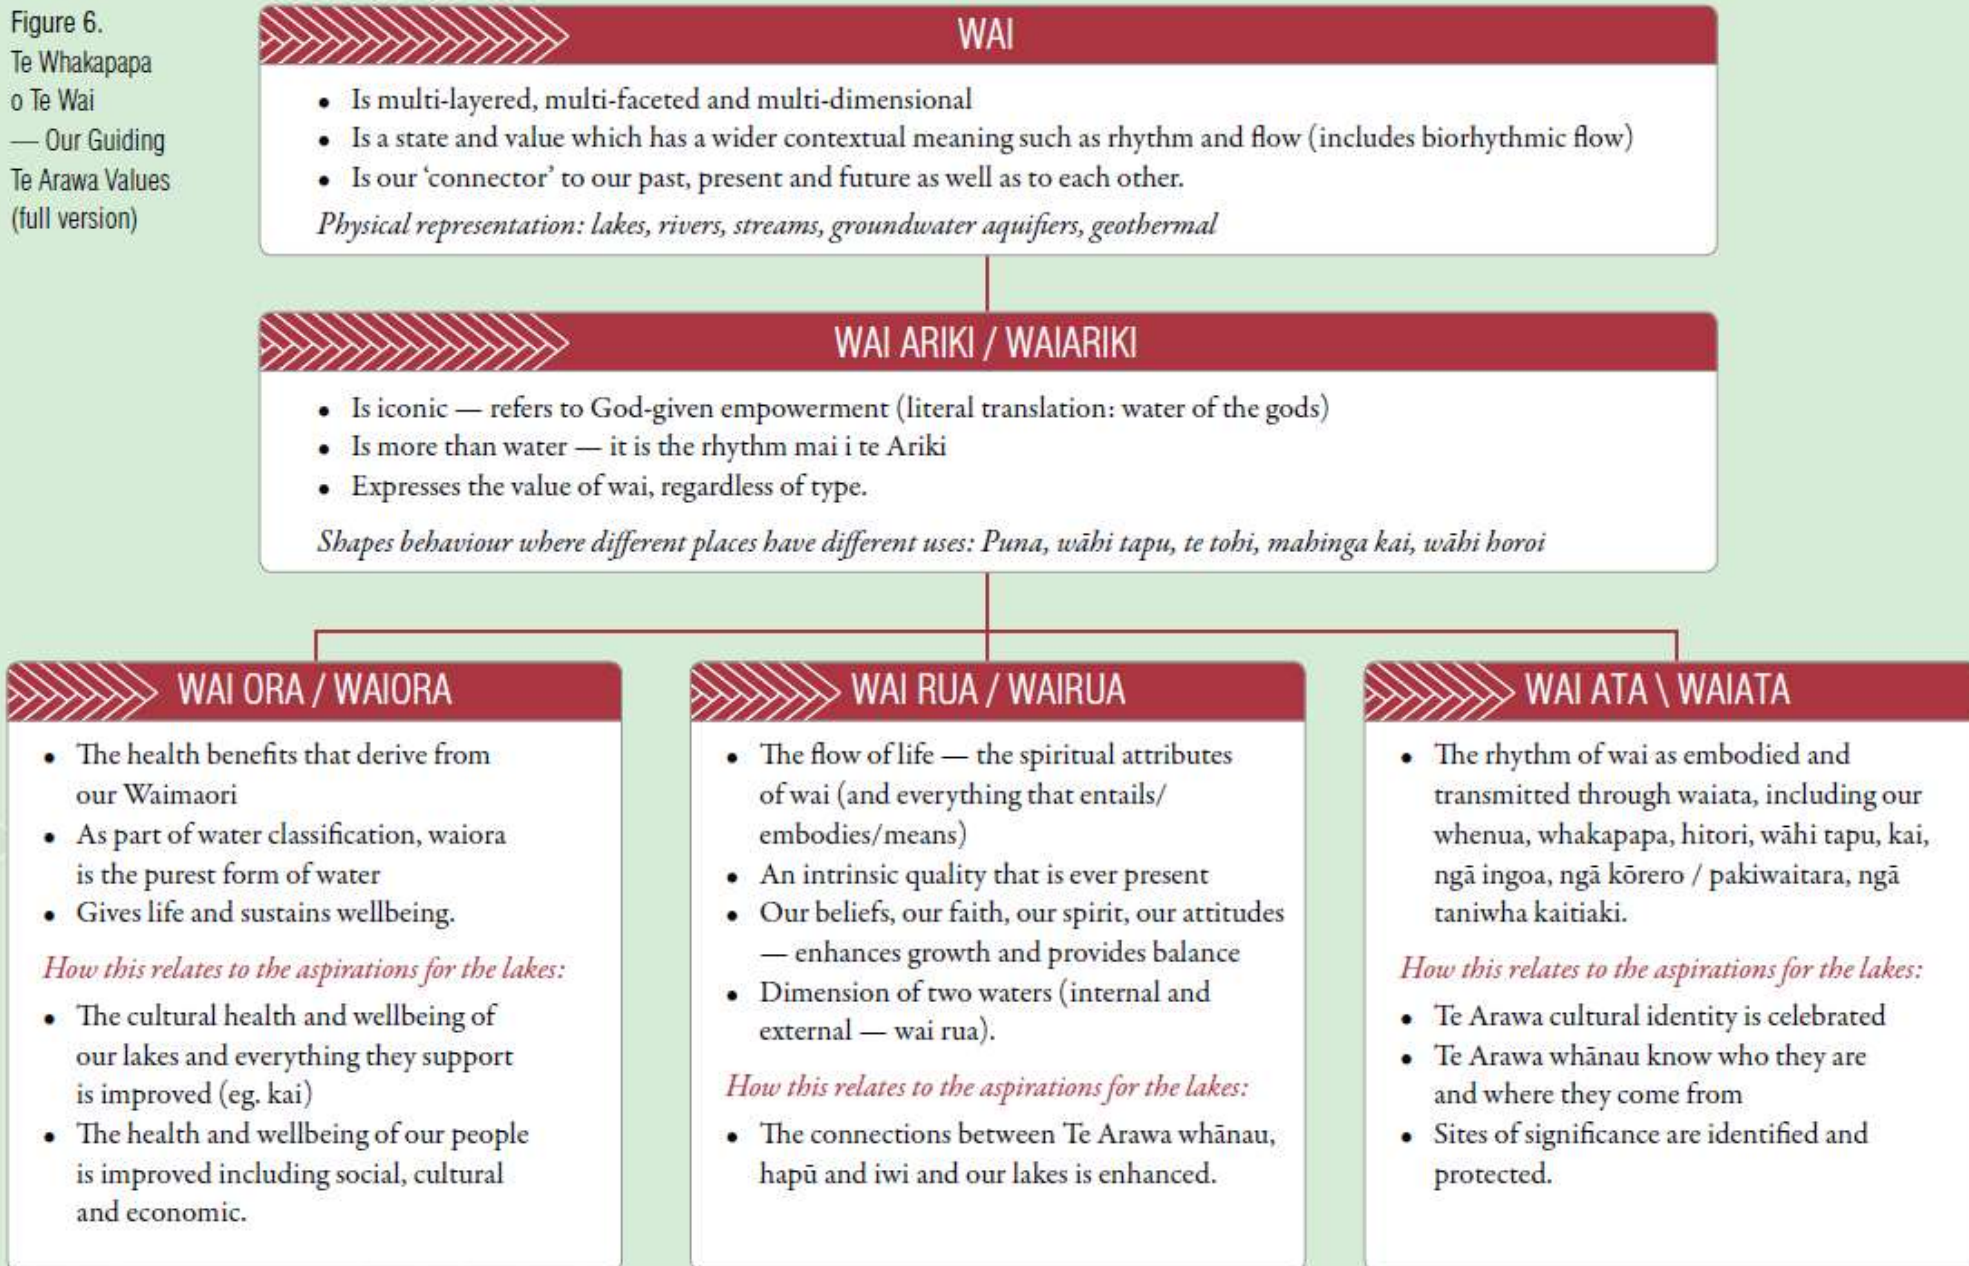 Figure 6.
Te Whakapapa
o Te Wai
— Our Guiding
Te Arawa Values
(full version)
WAI
• Is multi-layered, multi-faceted and multi-dimensional
• Is a state and value which has a wider contextual meaning such as rhythm and flow (includes biorhythmic flow)
• Is our ‘connector’ to our past, present and future as well as to each other.
Physical representation: lakes, rivers, streams, groundwater aquifiers, geothermal
WAI ARIKI / WAIARIKI
• Is iconic — refers to God-given empowerment (literal translation: water of the gods)
• Is more than water — it is the rhythm mai i te Ariki
• Expresses the value of wai, regardless of type.
Shapes behaviour where different places have different uses: Puna, wāhi tapu, te tohi, mahinga kai, wāhi horoi
WAI ORA / WAIORA
• The health benefits that derive from
our Waimaori
• As part of water classification, waiora
is the purest form of water
• Gives life and sustains wellbeing.
How this relates to the aspirations for the lakes:
• The cultural health and wellbeing of
our lakes and everything they support
is improved (eg. kai)
• The health and wellbeing of our people
is improved including social, cultural
and economic.
WAI RUA / WAIRUA
• The flow of life — the spiritual attributes
of wai (and everything that entails/
embodies/means)
• An intrinsic quality that is ever present
• Our beliefs, our faith, our spirit, our attitudes
— enhances growth and provides balance
• Dimension of two waters (internal and
external — wai rua).
How this relates to the aspirations for the lakes:
• The connections between Te Arawa whānau,
hapū and iwi and our lakes is enhanced.
WAI ATA \ WAIATA
• The rhythm of wai as embodied and
transmitted through waiata, including our
whenua, whakapapa, hitori, wāhi tapu, kai,
ngā ingoa, ngā kōrero / pakiwaitara, ngā
taniwha kaitiaki.
How this relates to the aspirations for the lakes:
• Te Arawa cultural identity is celebrated
• Te Arawa whānau know who they are
and where they come from
• Sites of significance are identified and
protected.